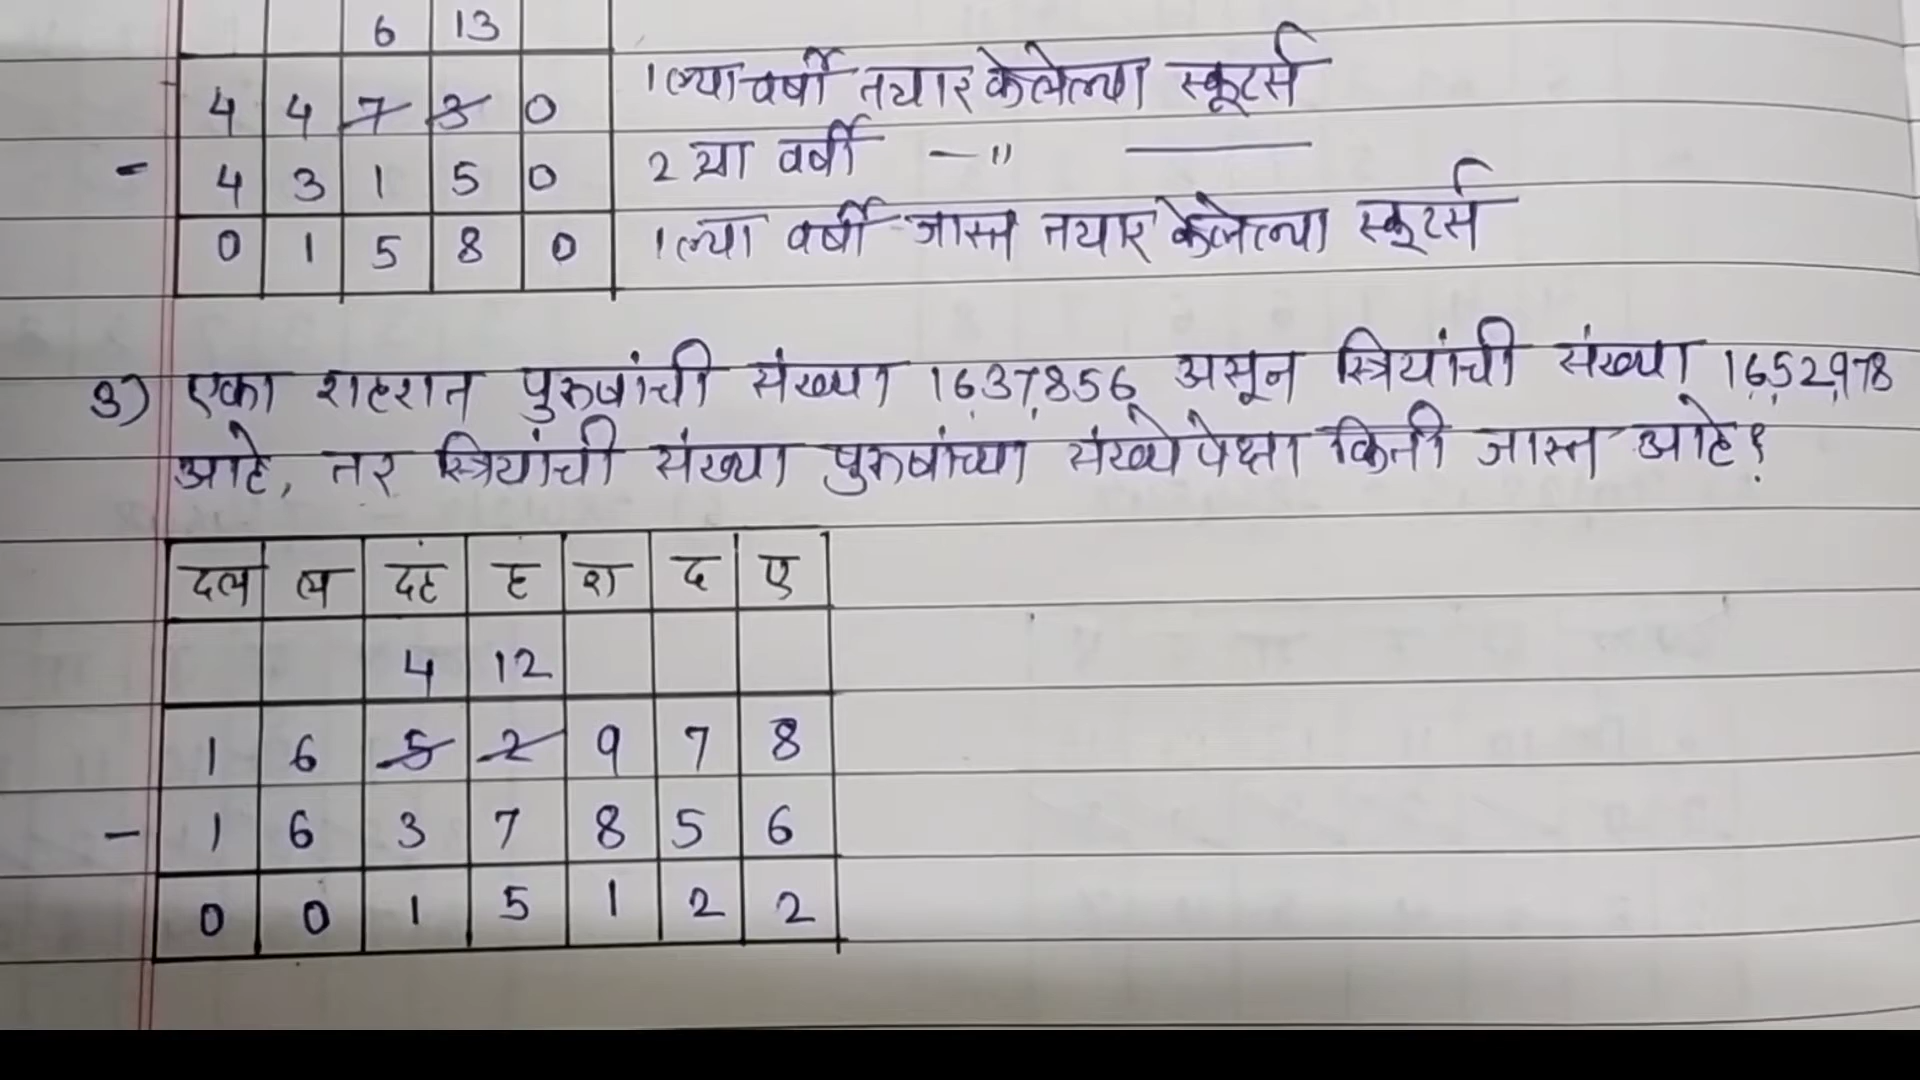 6 13
4 4 7 3 0 1ल्या वर्षी तयार केलेल्या स्कूटर्स
- 4 3 1 5 0 2 ऱ्या वर्षी —〃 ———
0 1 5 8 0 1ल्या वर्षी जास्त तयार केलेल्या स्कूटर्स
3) एका शहरात पुरुषांची संख्या 16,37,856 असून स्त्रियांची संख्या 16,52,978
आहे, तर स्त्रियांची संख्या पुरुषांच्या संख्येपेक्षा किती जास्त आहे?
दल ल दह ह श द ए
4 12
1 6 5 2 9 7 8
- 1 6 3 7 8 5 6
0 0 1 5 1 2 2